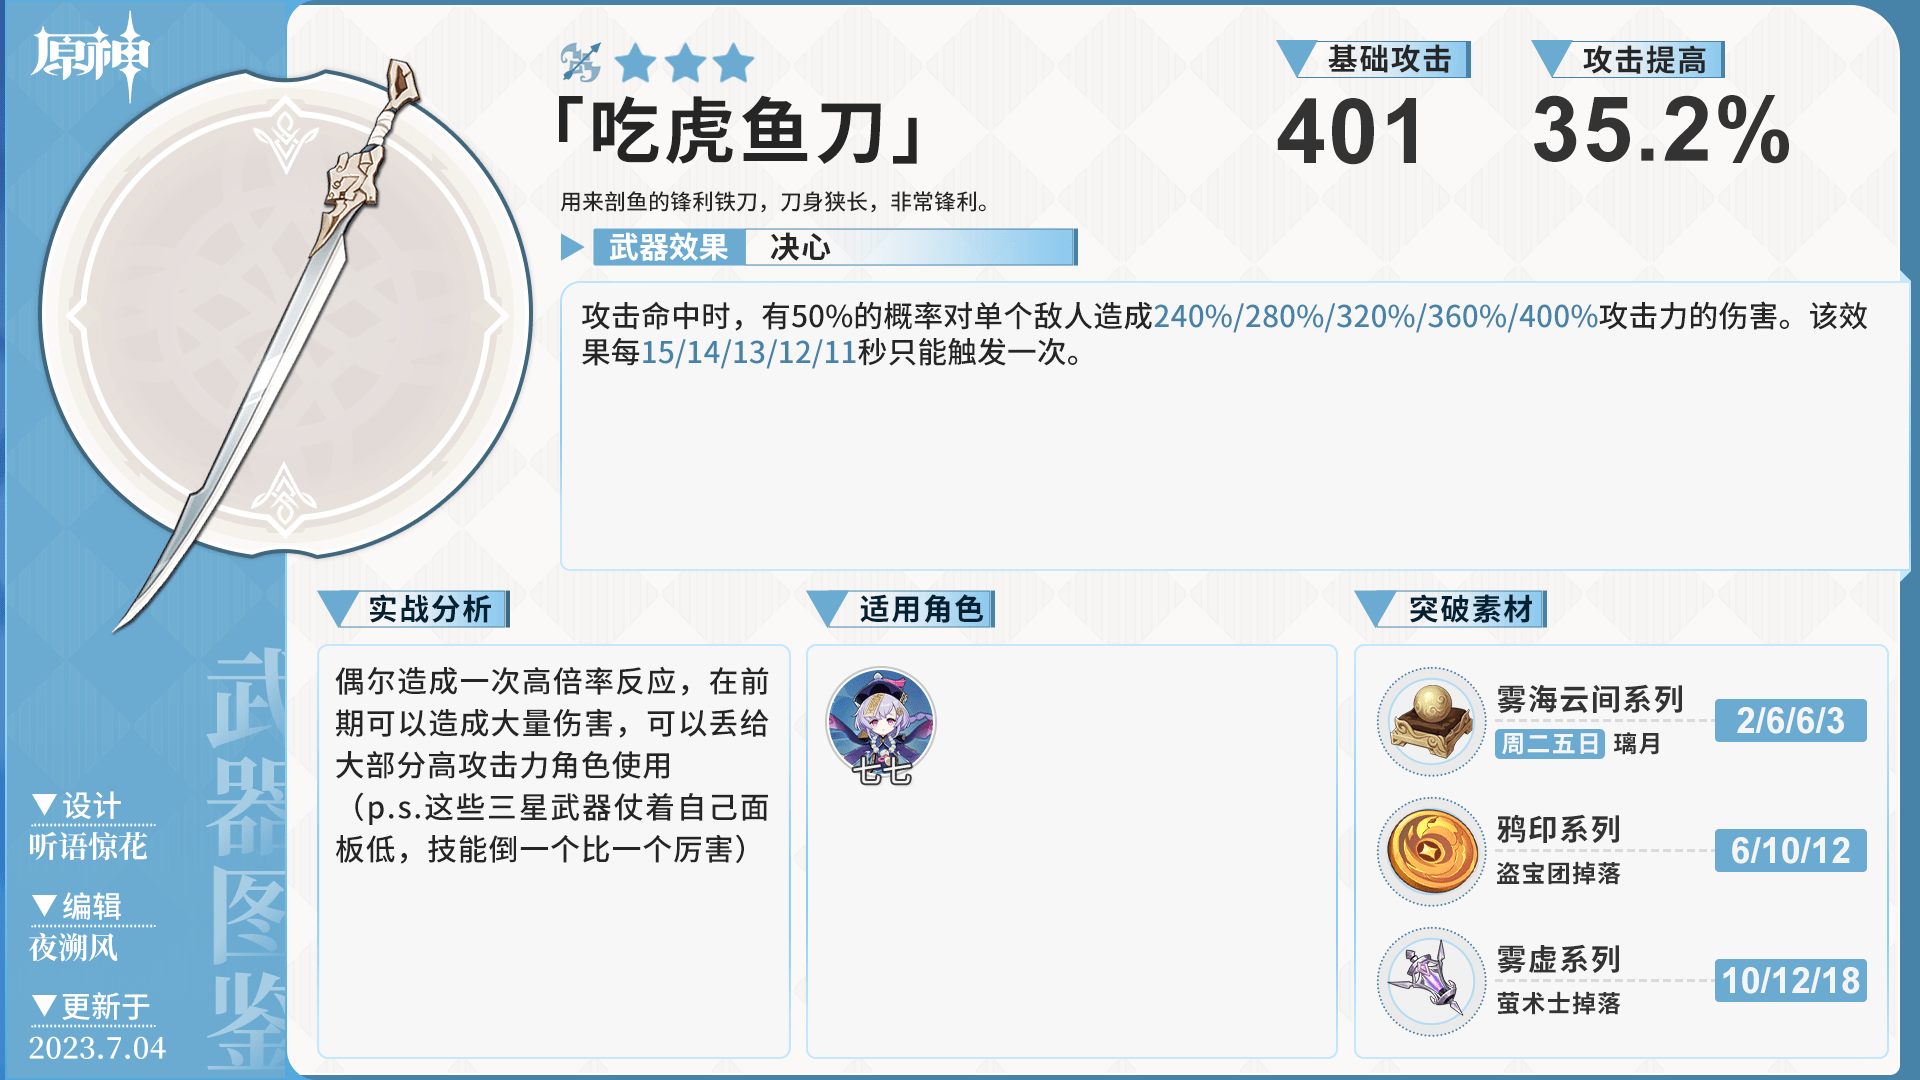 原神
「吃虎鱼刀」
用来剖鱼的锋利铁刀，刀身狭长，非常锋利。
基础攻击
401
攻击提高
35.2%
武器效果
决心
攻击命中时，有50%的概率对单个敌人造成240%/280%/320%/360%/400%攻击力的伤害。该效
果每15/14/13/12/11秒只能触发一次。
实战分析
偶尔造成一次高倍率反应，在前
期可以造成大量伤害，可以丢给
大部分高攻击力角色使用
（p.s.这些三星武器仗着自己面
板低，技能倒一个比一个厉害）
适用角色
七七
突破素材
雾海云间系列
周二五日 璃月
2/6/6/3
鸦印系列
盗宝团掉落
6/10/12
雾虚系列
萤术士掉落
10/12/18
武器图鉴
▼设计
听语惊花
▼编辑
夜溯风
▼更新于
2023.7.04